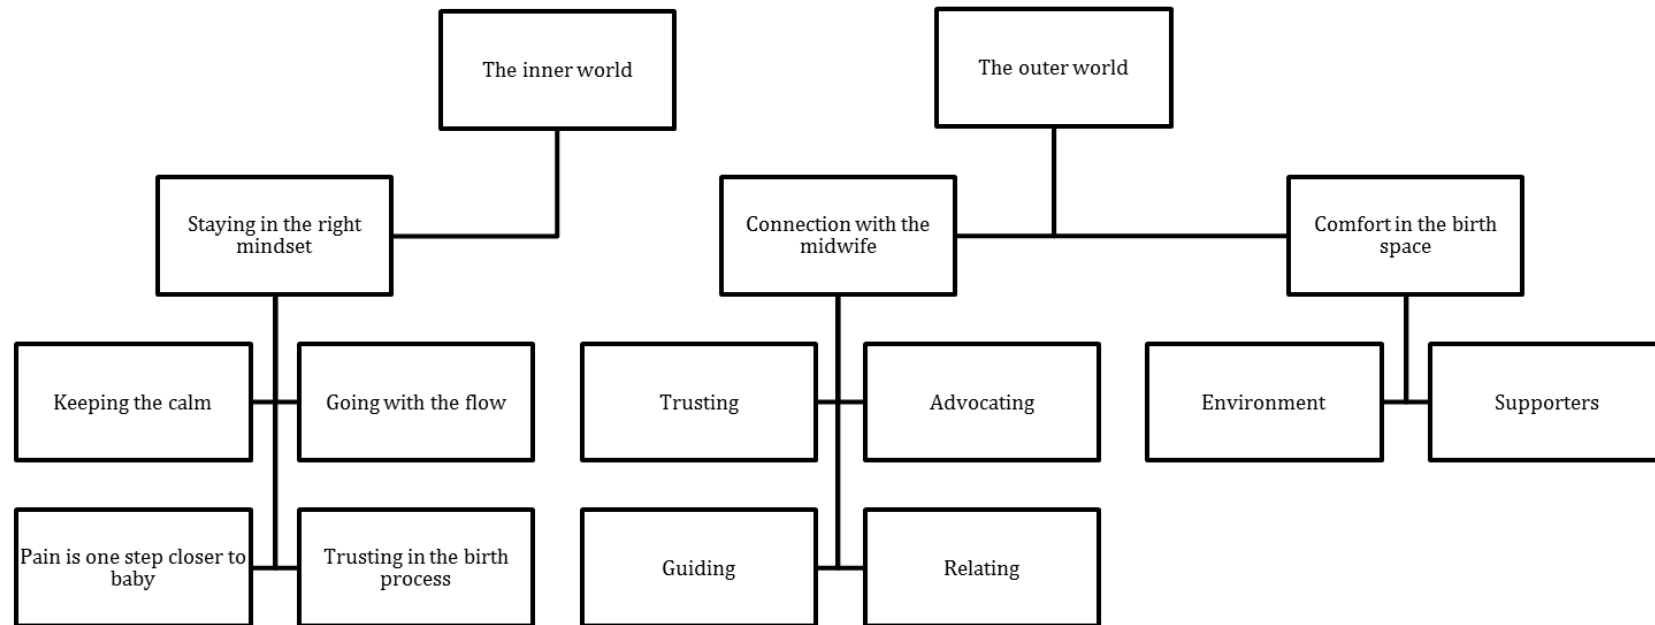 The inner world
The outer world
Staying in the right
mindset
Connection with the
midwife
Comfort in the birth
space
Keeping the calm
Going with the flow
Trusting
Advocating
Environment
Supporters
Pain is one step closer to
baby
Trusting in the birth
process
Guiding
Relating